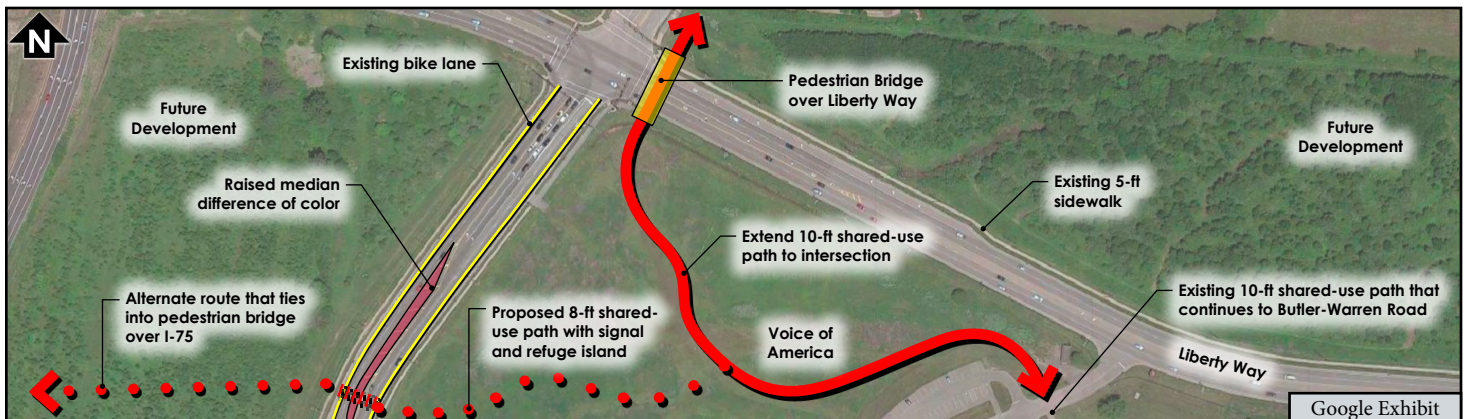 N
Existing bike lane
Future
Development
Pedestrian Bridge
over Liberty Way
Future
Development
Raised median
difference of color
Existing 5-ft
sidewalk
Extend 10-ft shared-use
path to intersection
Alternate route that ties
into pedestrian bridge
over I-75
Proposed 8-ft shared-
use path with signal
and refuge island
Voice of
America
Existing 10-ft shared-use path that
continues to Butler-Warren Road
Liberty Way
Google Exhibit